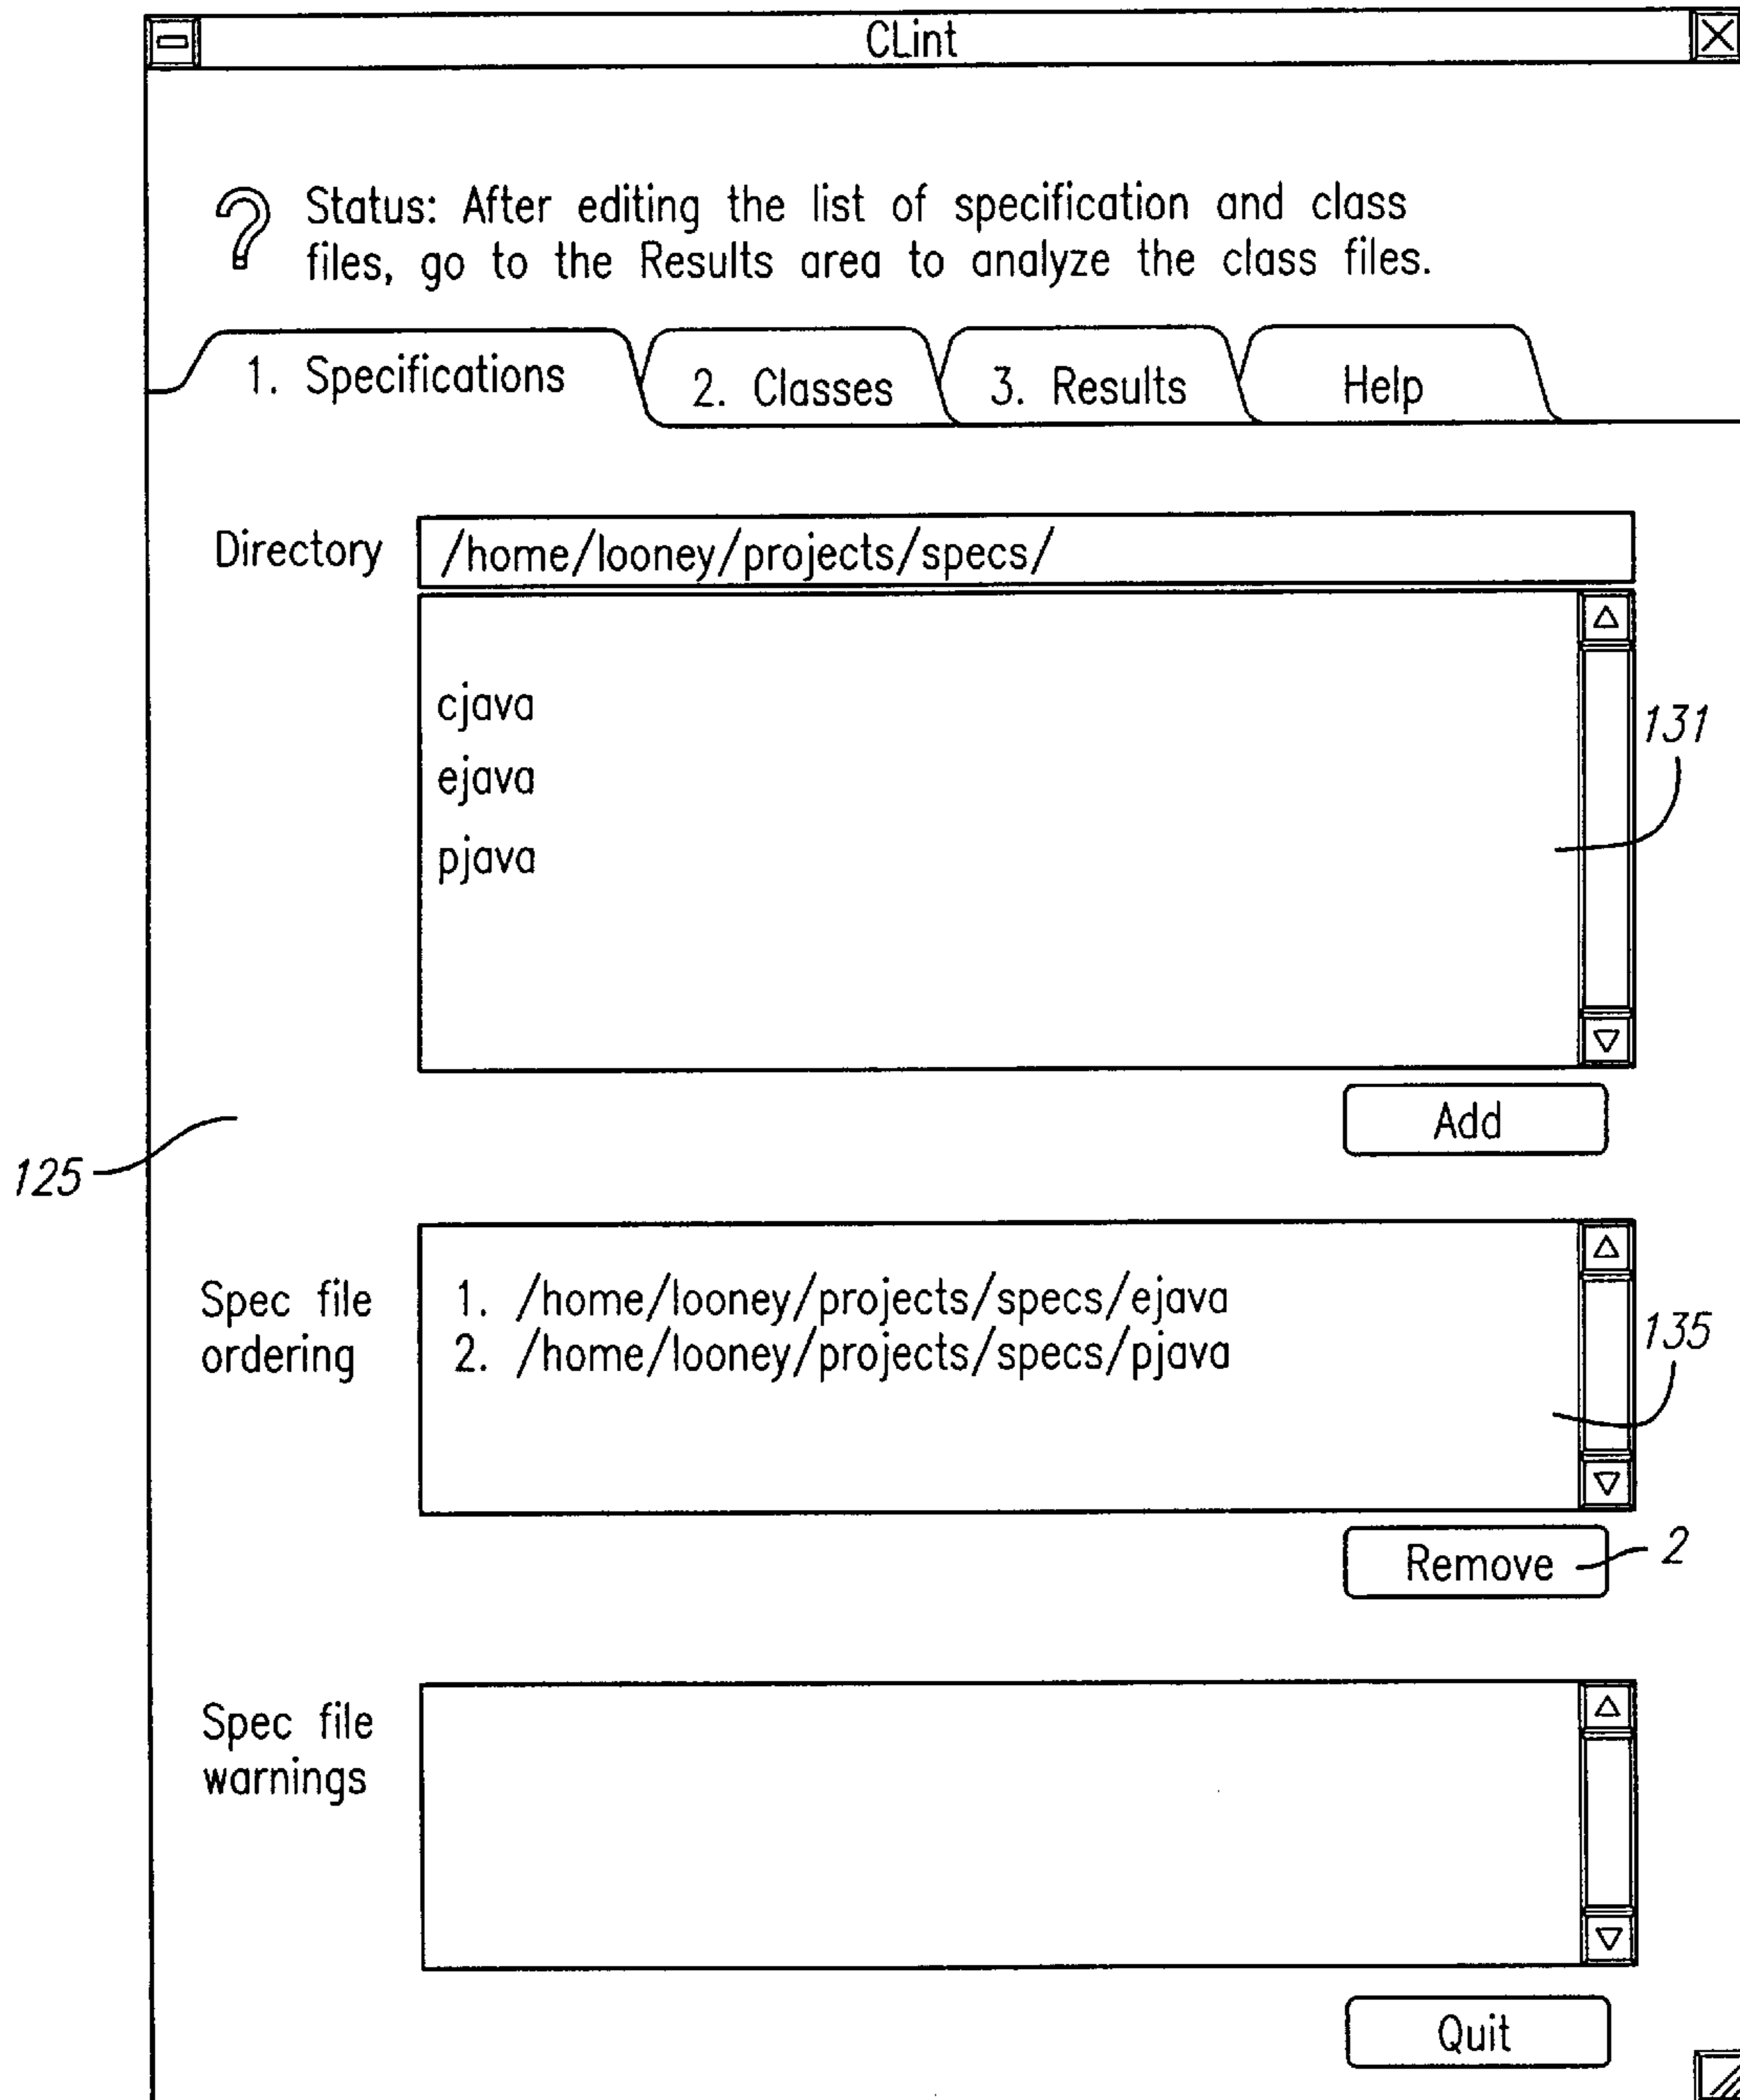 CLint
Status: After editing the list of specification and class
files, go to the Results area to analyze the class files.
1. Specifications
2. Classes
3. Results
Help
Directory
/home/looney/projects/specs/
cjava
ejava
pjava
131
Add
125
Spec file
ordering
1. /home/looney/projects/specs/ejava
2. /home/looney/projects/specs/pjava
135
Remove
2
Spec file
warnings
Quit